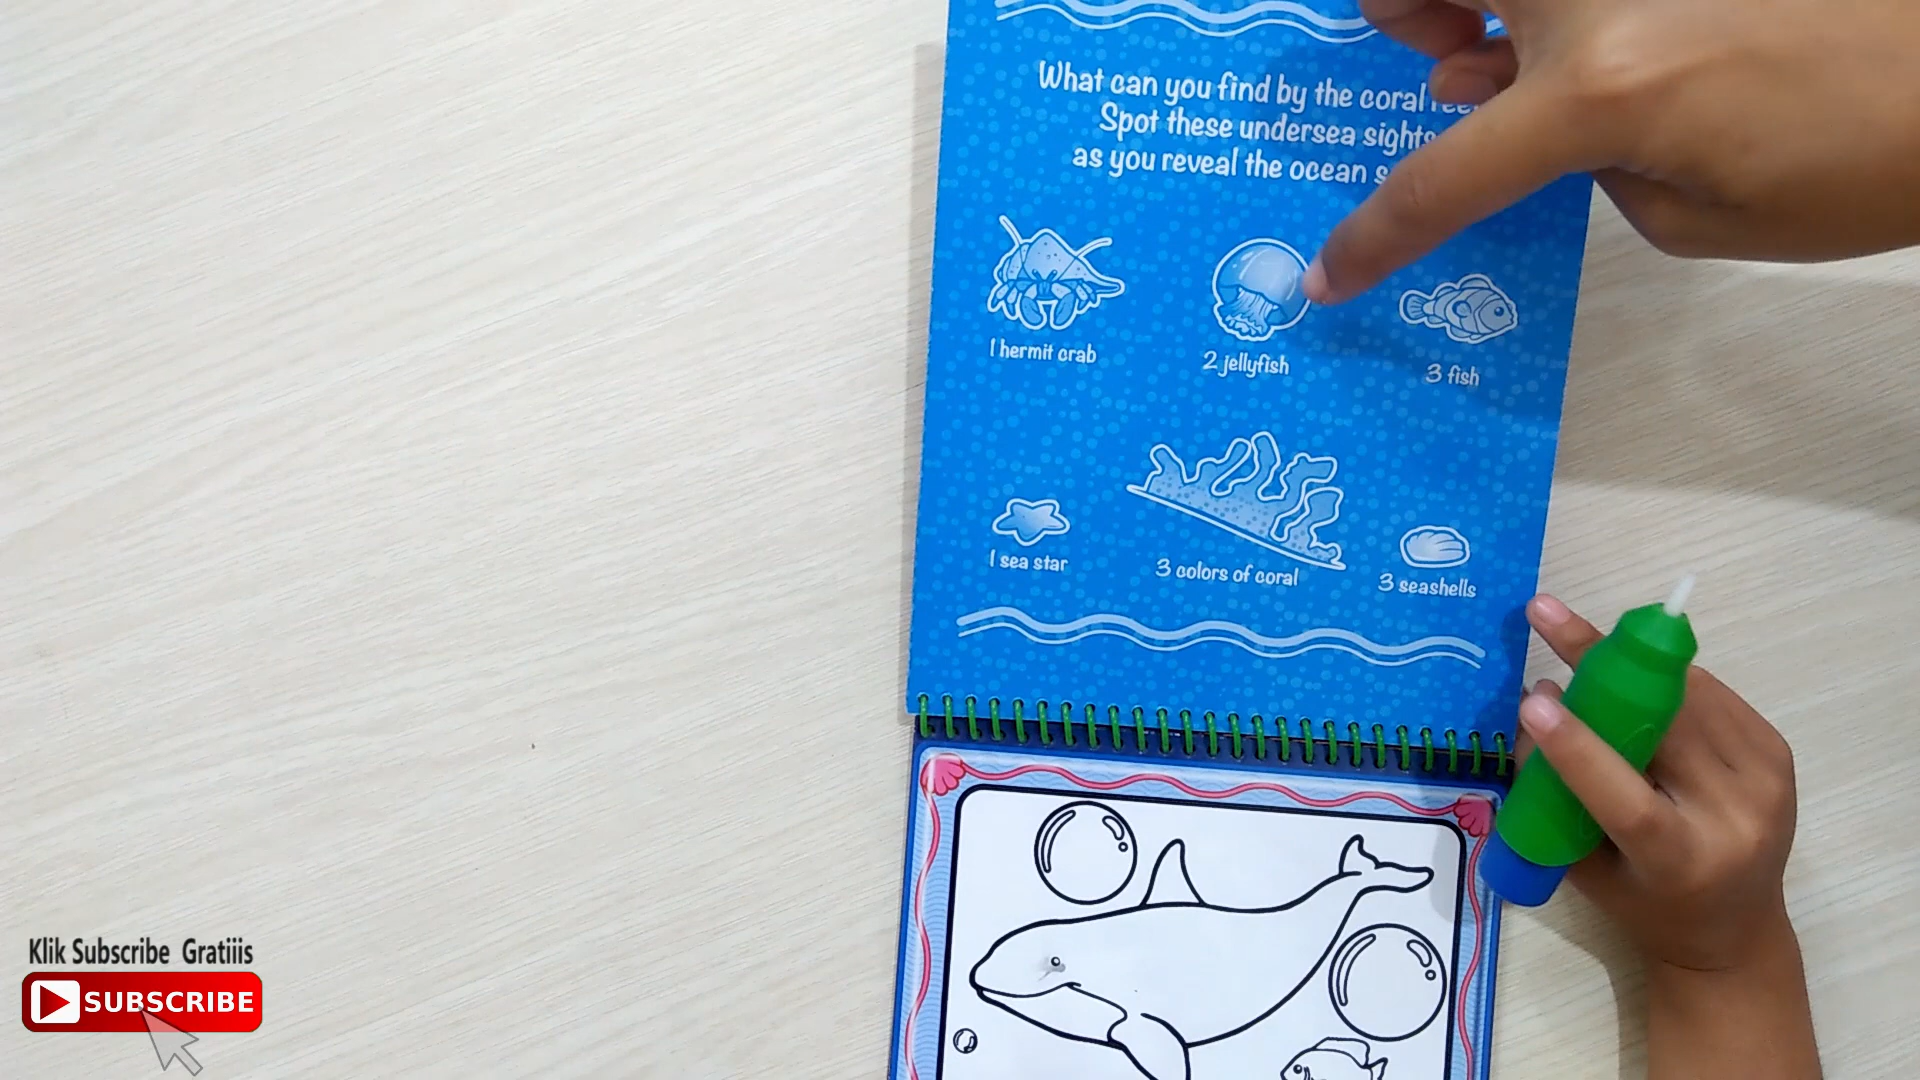 What can you find by the coral
Spot these undersea sights
as you reveal the ocean
1 hermit crab
2 jellyfish
3 fish
1 sea star
3 colors of coral
3 seashells
Klik Subscribe Gratiiis
SUBSCRIBE